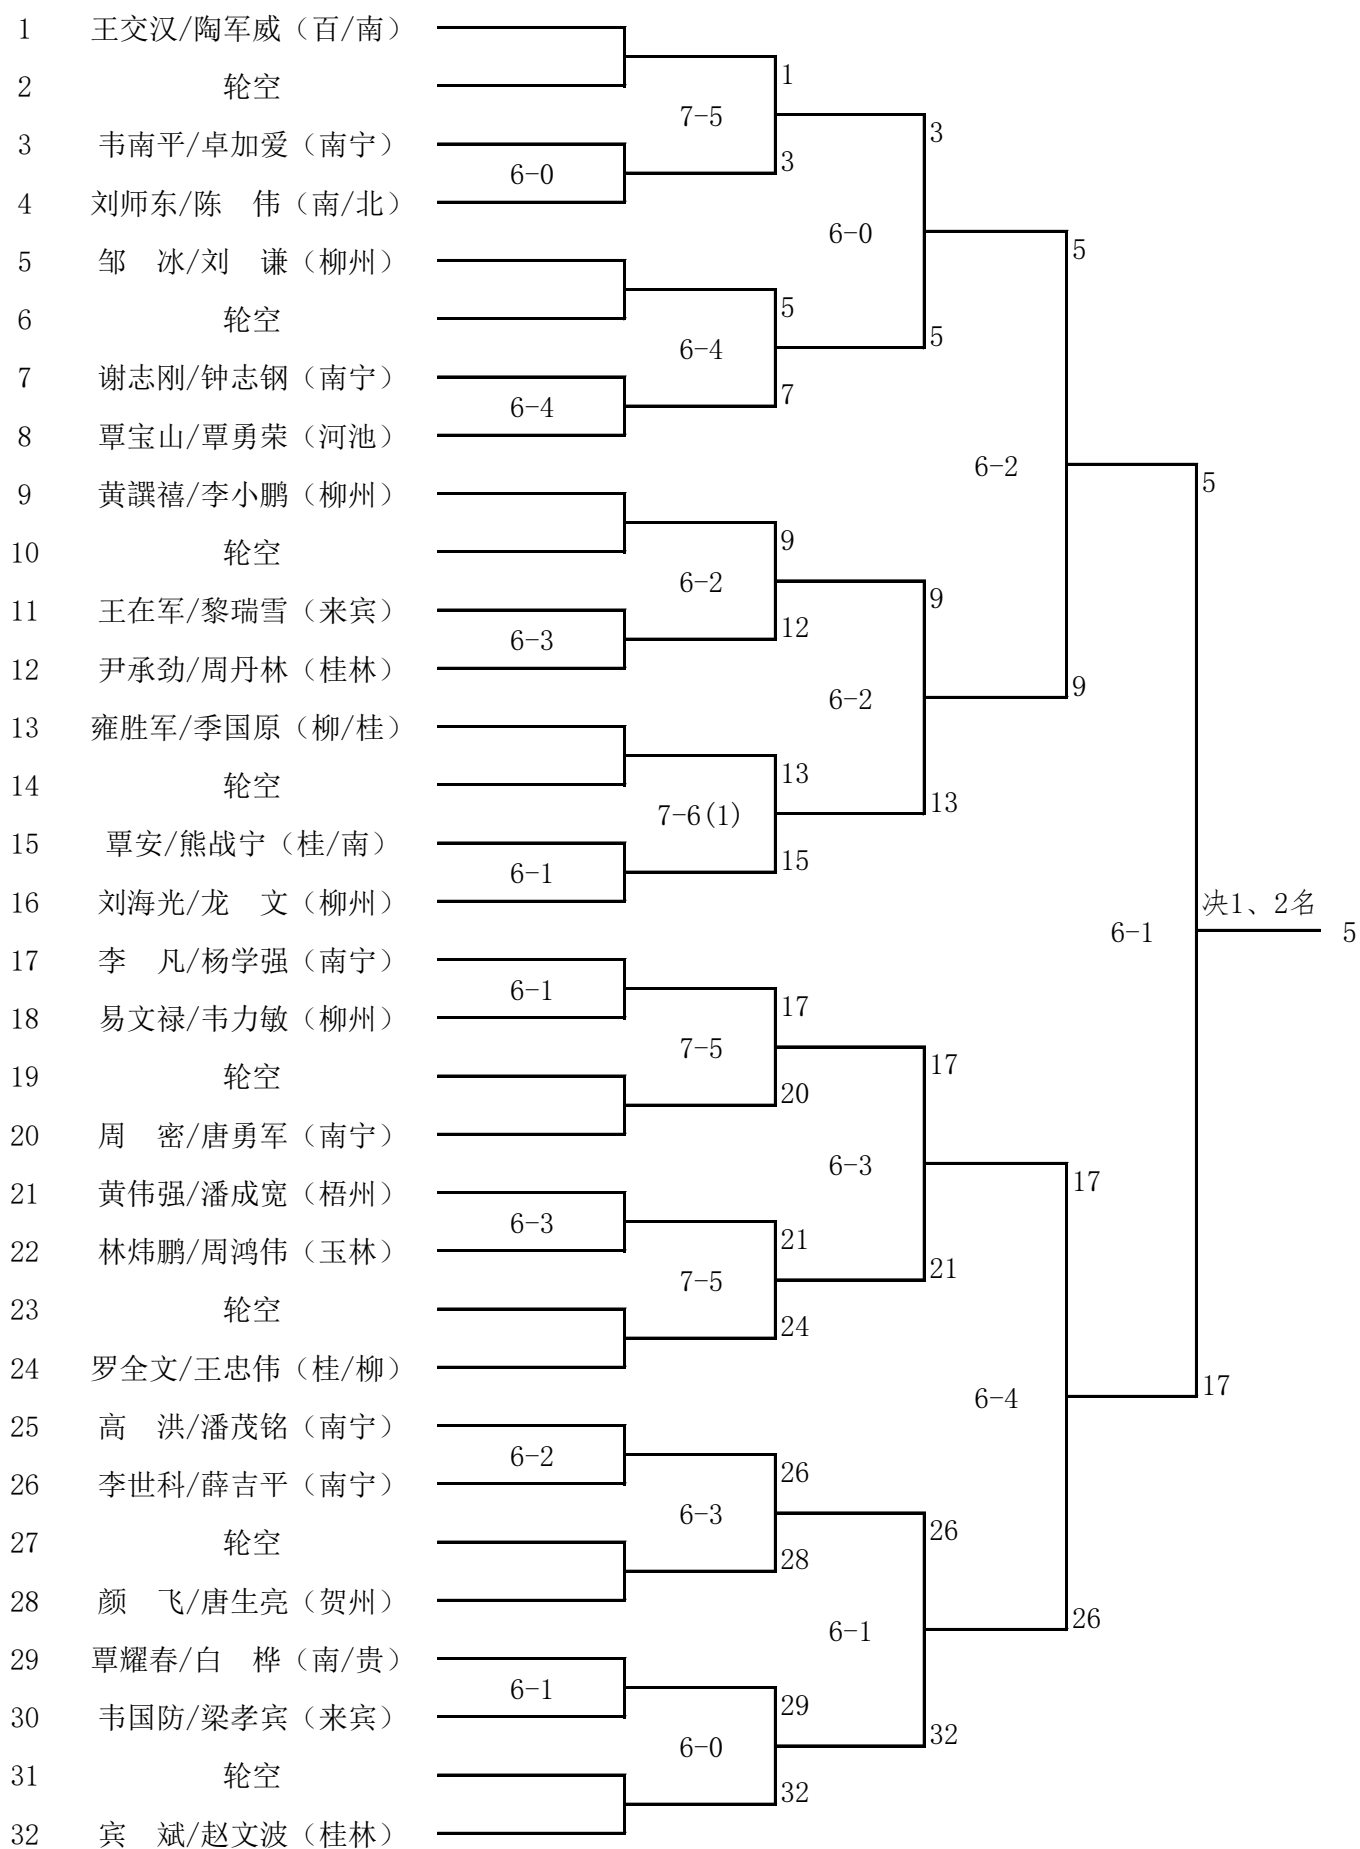 1 王交汉/陶军威（百/南）
1
2 轮空
7-5
3 韦南平/卓加爱（南宁）
3
6-0
3
4 刘师东/陈　伟（南/北）
6-0
5 邹　冰/刘　谦（柳州）
5
6 轮空
5
6-4
5
7 谢志刚/钟志钢（南宁）
7
6-4
8 覃宝山/覃勇荣（河池）
6-2
9 黄譔禧/李小鹏（柳州）
5
10 轮空
9
6-2
9
11 王在军/黎瑞雪（来宾）
12
6-3
12 尹承劲/周丹林（桂林）
6-2
9
13 雍胜军/季国原（柳/桂）
13
14 轮空
7-6(1)
13
15 覃安/熊战宁（桂/南）
15
6-1
16 刘海光/龙　文（柳州）
决1、2名
6-1
5
17 李　凡/杨学强（南宁）
6-1
17
18 易文禄/韦力敏（柳州）
7-5
17
19 轮空
20
20 周　密/唐勇军（南宁）
6-3
17
21 黄伟强/潘成宽（梧州）
6-3
21
22 林炜鹏/周鸿伟（玉林）
7-5
21
23 轮空
24
24 罗全文/王忠伟（桂/柳）
6-4
17
25 高　洪/潘茂铭（南宁）
6-2
26
26 李世科/薛吉平（南宁）
6-3
26
27 轮空
28
28 颜　飞/唐生亮（贺州）
6-1
26
29 覃耀春/白　桦（南/贵）
6-1
29
30 韦国防/梁孝宾（来宾）
6-0
32
31 轮空
32
32 宾　斌/赵文波（桂林）